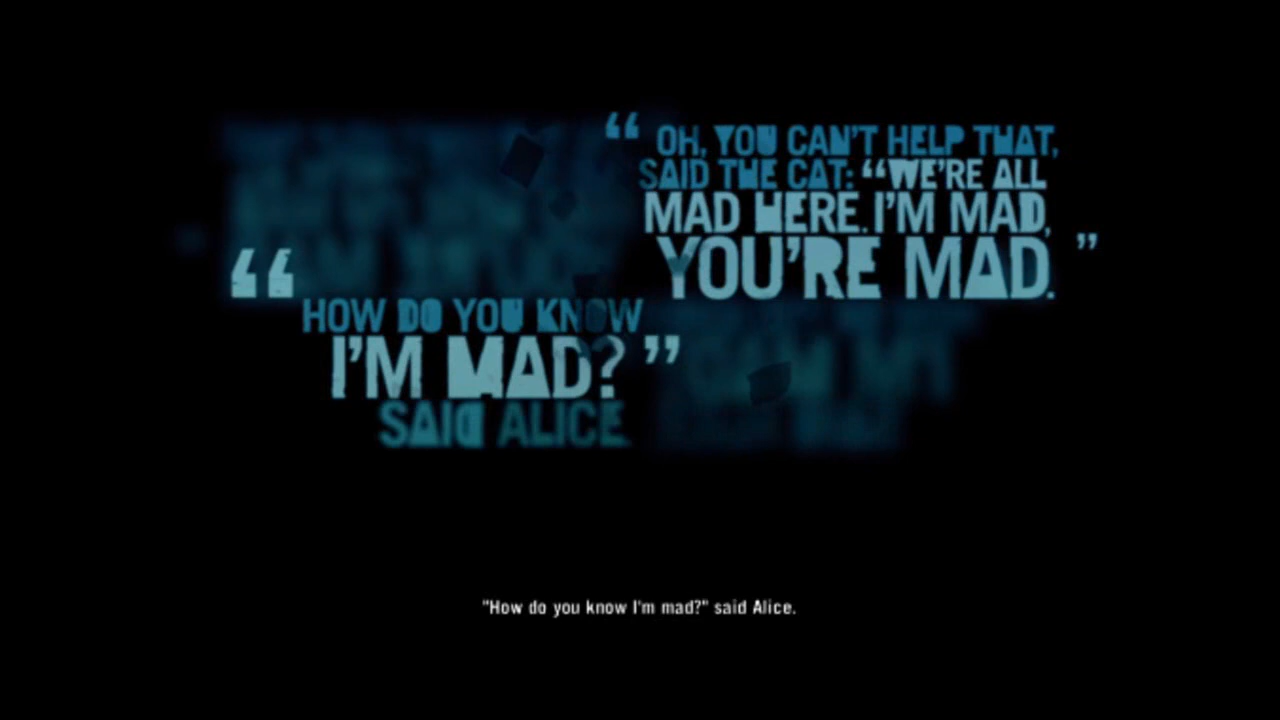 “ OH, YOU CAN'T HELP THAT,
SAID THE CAT: “WE'RE ALL
MAD HERE. I'M MAD,
YOU'RE MAD. ”
“ HOW DO YOU KNOW
I'M MAD? ”
SAID ALICE
"How do you know I'm mad?" said Alice.